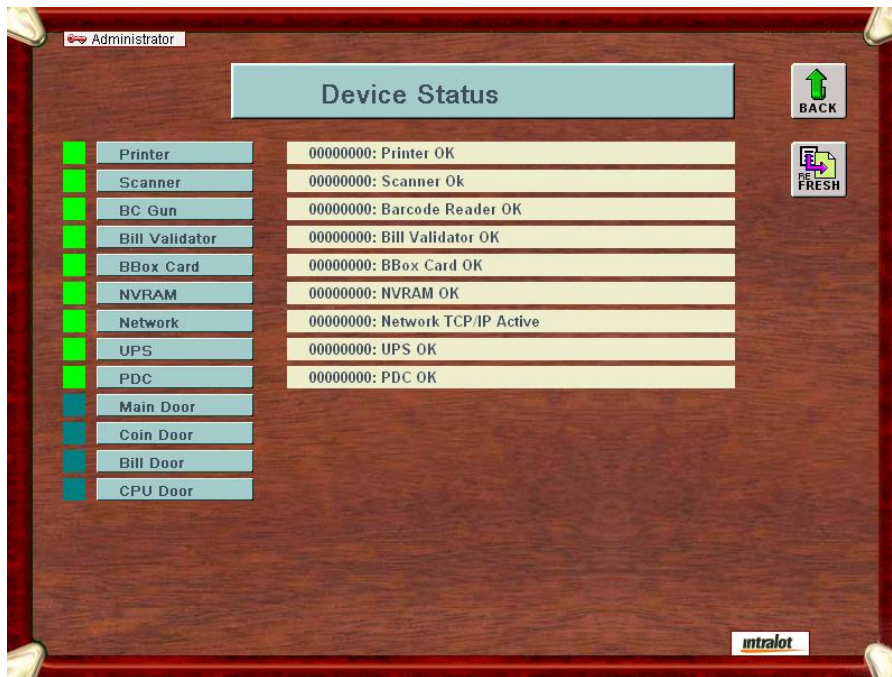 Administrator
Device Status
BACK
Printer 00000000: Printer OK
RE
FRESH
Scanner 00000000: Scanner Ok
BC Gun 00000000: Barcode Reader OK
Bill Validator 00000000: Bill Validator OK
BBox Card 00000000: BBox Card OK
NVRAM 00000000: NVRAM OK
Network 00000000: Network TCP/IP Active
UPS 00000000: UPS OK
PDC 00000000: PDC OK
Main Door
Coin Door
Bill Door
CPU Door
intralot